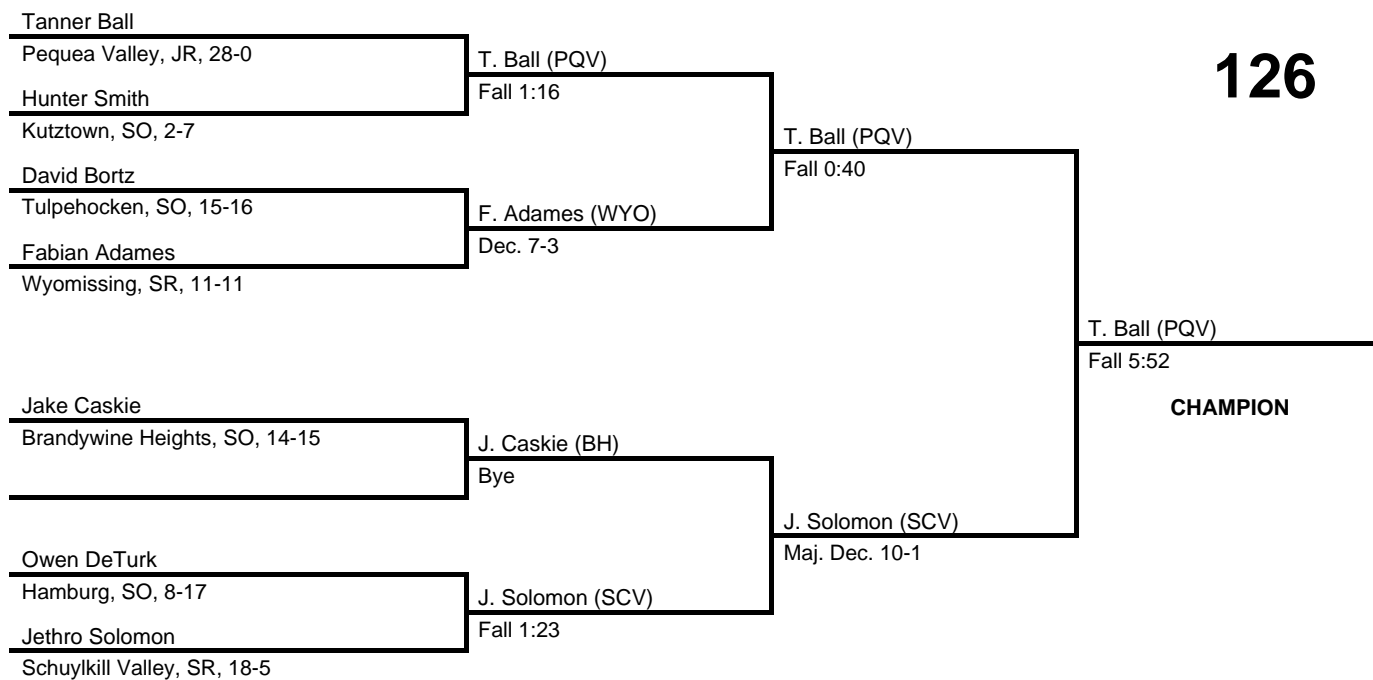 Tanner Ball
Pequea Valley, JR, 28-0
T. Ball (PQV)
126
Hunter Smith
Fall 1:16
Kutztown, SO, 2-7
T. Ball (PQV)
David Bortz
Fall 0:40
Tulpehocken, SO, 15-16
F. Adames (WYO)
Fabian Adames
Dec. 7-3
Wyomissing, SR, 11-11
T. Ball (PQV)
Fall 5:52
Jake Caskie
CHAMPION
Brandywine Heights, SO, 14-15
J. Caskie (BH)
Bye
J. Solomon (SCV)
Owen DeTurk
Maj. Dec. 10-1
Hamburg, SO, 8-17
J. Solomon (SCV)
Jethro Solomon
Fall 1:23
Schuylkill Valley, SR, 18-5